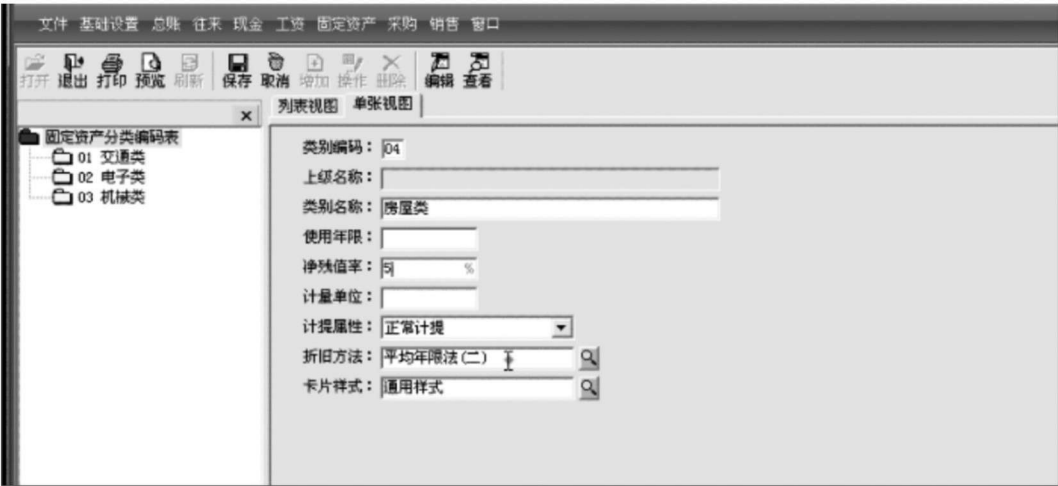 文件 基础设置 总账 往来 现金 工资 固定资产 采购 销售 窗口
打开 退出 打印 预览 刷新 保存 取消 增加 操作 删除 编辑 查看
列表视图 单张视图
固定资产分类编码表
01 交通类
02 电子类
03 机械类
类别编码： 04
上级名称：
类别名称： 房屋类
使用年限：
净残值率： 5 %
计量单位：
计提属性： 正常计提
折旧方法： 平均年限法(二)
卡片样式： 通用样式